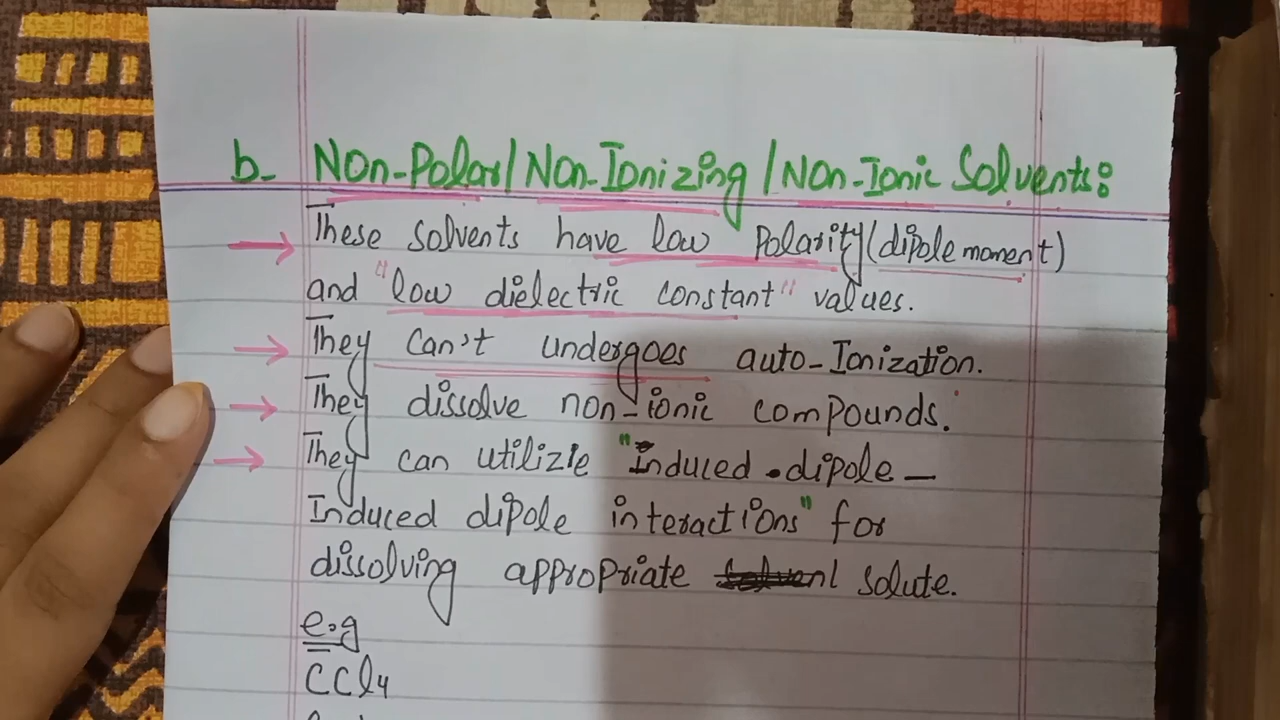 b- Non-Polar/Non-Ionizing/Non-Ionic Solvents:
→ These solvents have low Polarity(dipole moment)
and "low dielectric constant" values.
→ They can't undergoes auto-Ionization.
→ They dissolve non-ionic compounds.
→ They can utilizie "Induced-dipole-
Induced dipole interactions" for
dissolving appropriate solute.
e.g
CCl4